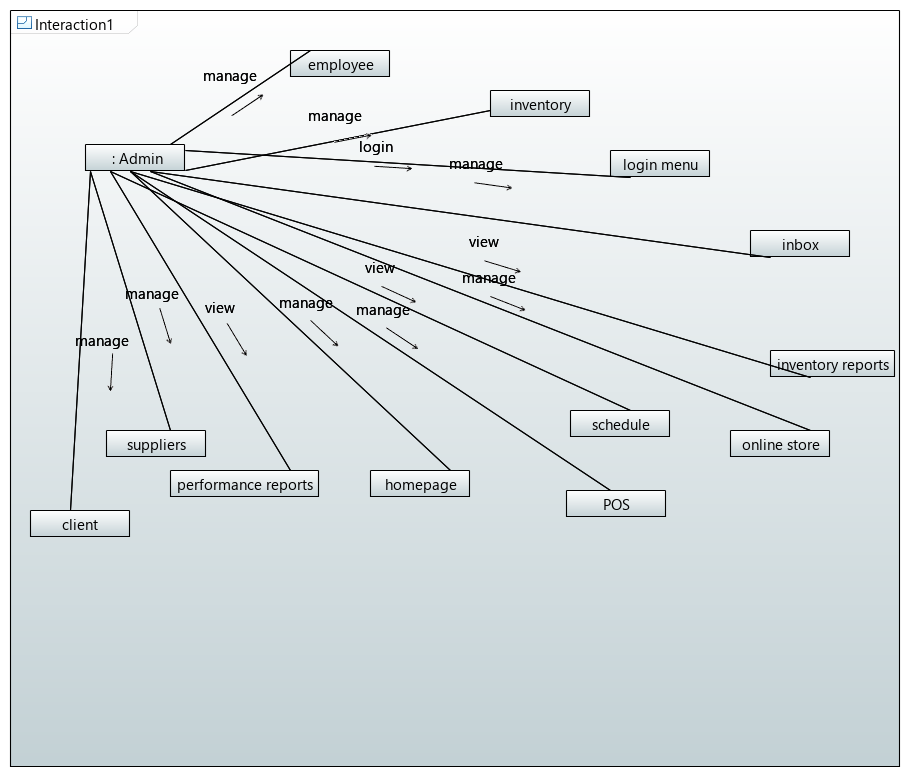 Interaction1
employee
manage
inventory
manage
login
: Admin
manage
login menu
view
inbox
view
manage
manage
view
manage
manage
manage
inventory reports
schedule
suppliers
online store
performance reports
homepage
POS
client